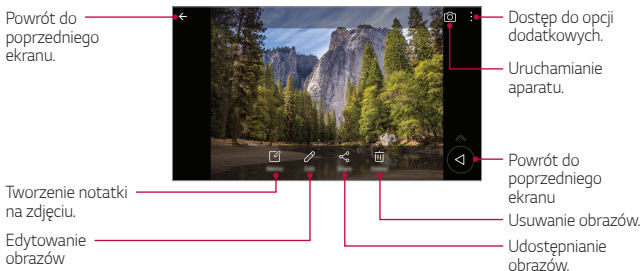 Powrót do
poprzedniego
ekranu.
Dostęp do opcji
dodatkowych.
Uruchamianie
aparatu.
Powrót do
poprzedniego
ekranu
Tworzenie notatki
na zdjęciu.
Edytowanie
obrazów
Usuwanie obrazów.
Udostępnianie
obrazów.